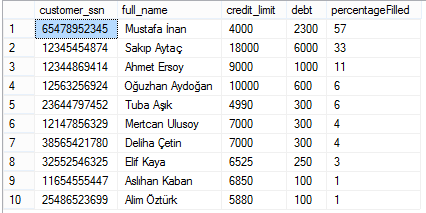 customer_ssn full_name credit_limit debt percentageFilled
1 65478952345 Mustafa İnan 4000 2300 57
2 12345454874 Sakıp Aytaç 18000 6000 33
3 12344869414 Ahmet Ersoy 9000 1000 11
4 12563256924 Oğuzhan Aydoğan 10000 600 6
5 23644797452 Tuba Aşık 4990 300 6
6 12147856329 Mertcan Ulusoy 7000 300 4
7 38565421780 Deliha Çetin 7000 300 4
8 32552546325 Elif Kaya 6525 250 3
9 11654555447 Aslıhan Kaban 6850 100 1
10 25486523699 Alim Öztürk 5880 100 1